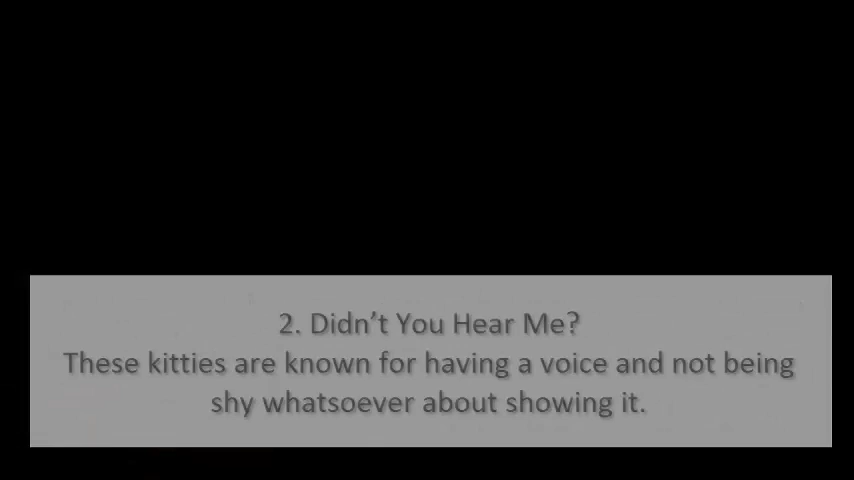 2. Didn’t You Hear Me?
These kitties are known for having a voice and not being
shy whatsoever about showing it.